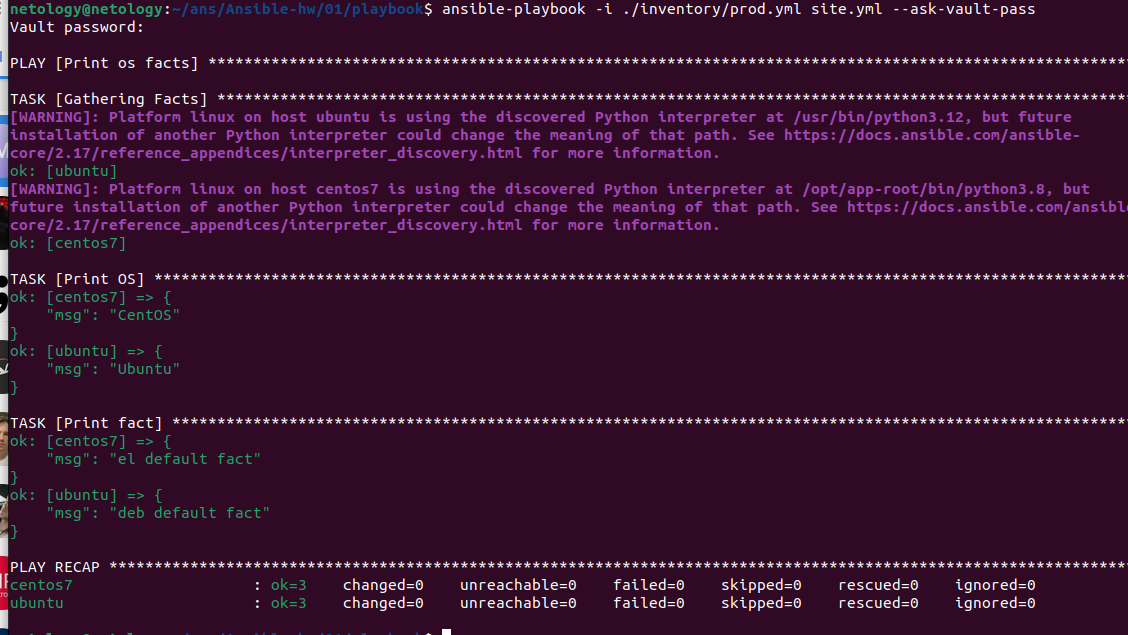 netology@netology:~/ans/Ansible-hw/01/playbook$ ansible-playbook -i ./inventory/prod.yml site.yml --ask-vault-pass
Vault password:
PLAY [Print os facts] ******************************************************************************************************
TASK [Gathering Facts] *****************************************************************************************************
[WARNING]: Platform linux on host ubuntu is using the discovered Python interpreter at /usr/bin/python3.12, but future
installation of another Python interpreter could change the meaning of that path. See https://docs.ansible.com/ansible-
core/2.17/reference_appendices/interpreter_discovery.html for more information.
ok: [ubuntu]
[WARNING]: Platform linux on host centos7 is using the discovered Python interpreter at /opt/app-root/bin/python3.8, but
future installation of another Python interpreter could change the meaning of that path. See https://docs.ansible.com/ansible
core/2.17/reference_appendices/interpreter_discovery.html for more information.
ok: [centos7]
TASK [Print OS] ************************************************************************************************************
ok: [centos7] => {
    "msg": "CentOS"
}
ok: [ubuntu] => {
    "msg": "Ubuntu"
}
TASK [Print fact] **********************************************************************************************************
ok: [centos7] => {
    "msg": "el default fact"
}
ok: [ubuntu] => {
    "msg": "deb default fact"
}
PLAY RECAP *****************************************************************************************************************
centos7                    : ok=3    changed=0    unreachable=0    failed=0    skipped=0    rescued=0    ignored=0
ubuntu                     : ok=3    changed=0    unreachable=0    failed=0    skipped=0    rescued=0    ignored=0